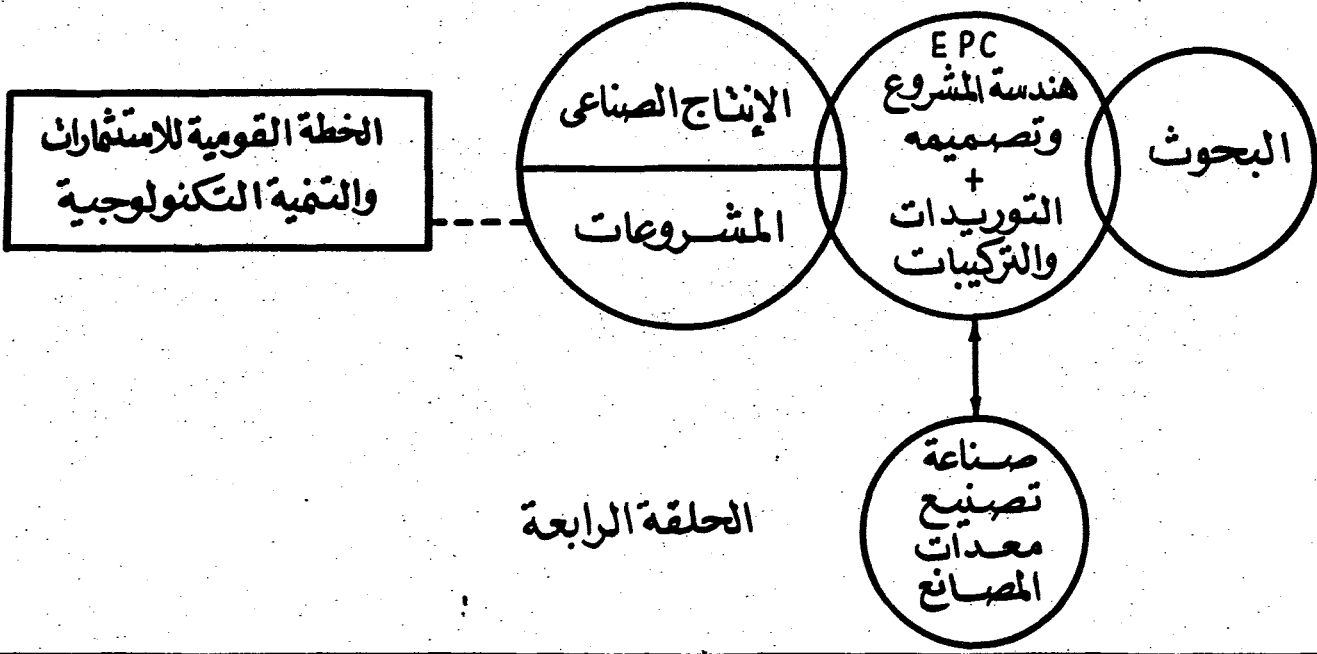 البحوث
E P C
هندسة المشروع
وتصميمه
+
التوريدات
والتركيبات
الإنتاج الصناعى
المشروعات
الخطة القومية للاستثمارات
والتنمية التكنولوجية
صناعة
تصنيع
معدات
المصانع
الحلقة الرابعة